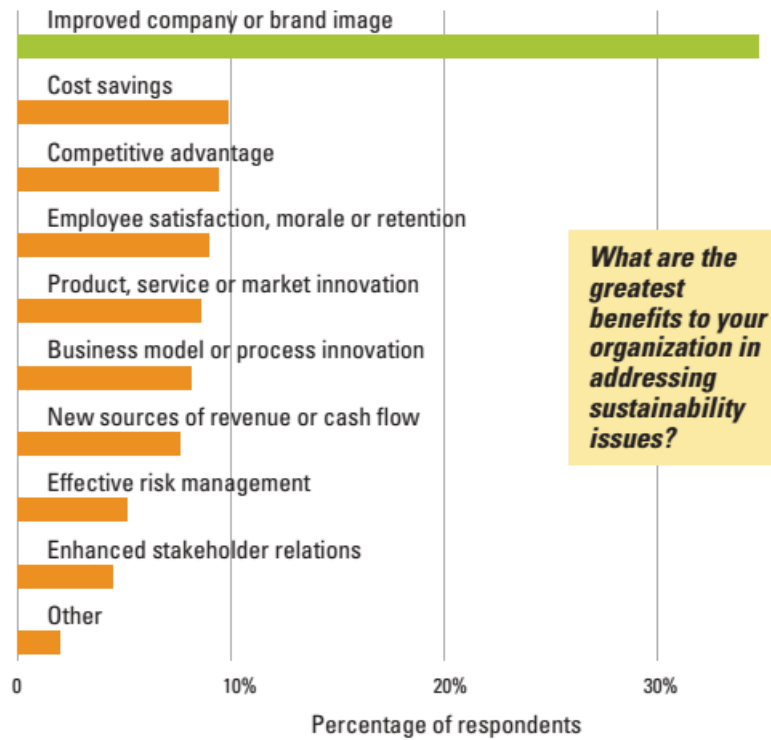 Improved company or brand image
Cost savings
Competitive advantage
Employee satisfaction, morale or retention
Product, service or market innovation
Business model or process innovation
New sources of revenue or cash flow
Effective risk management
Enhanced stakeholder relations
Other
What are the
greatest
benefits to your
organization in
addressing
sustainability
issues?
0 10% 20% 30%
Percentage of respondents